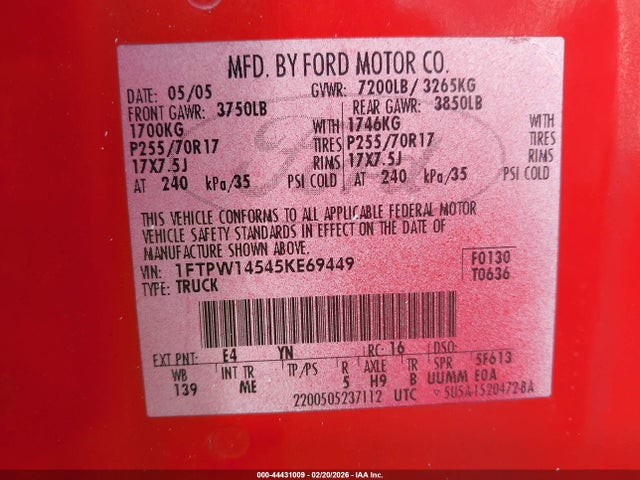 MFD. BY FORD MOTOR CO.
DATE: 05/05 GVWR: 7200LB/ 3265KG
FRONT GAWR: 3750LB REAR GAWR: 3850LB
1700KG WITH 1746KG WITH
P255/70R17 TIRES P255/70R17 TIRES
17X7.5J RIMS 17X7.5J RIMS
AT 240 kPa/35 PSI COLD AT 240 kPa/35 PSI COLD
THIS VEHICLE CONFORMS TO ALL APPLICABLE FEDERAL MOTOR
VEHICLE SAFETY STANDARDS IN EFFECT ON THE DATE OF
MANUFACTURE SHOWN ABOVE.
VIN: 1FTPW14545KE69449 F0130
TYPE: TRUCK T0636
EXT PNT: E4 YN RC: 16 DSO:
WB INT TR TP/PS R AXLE TR SPR 5F613
139 ME 5 H9 B UUMM E0A
2200505237112 UTC 5U5A-1520472-BA
Ford
000-44431009 - 02/20/2026 - IAA Inc.